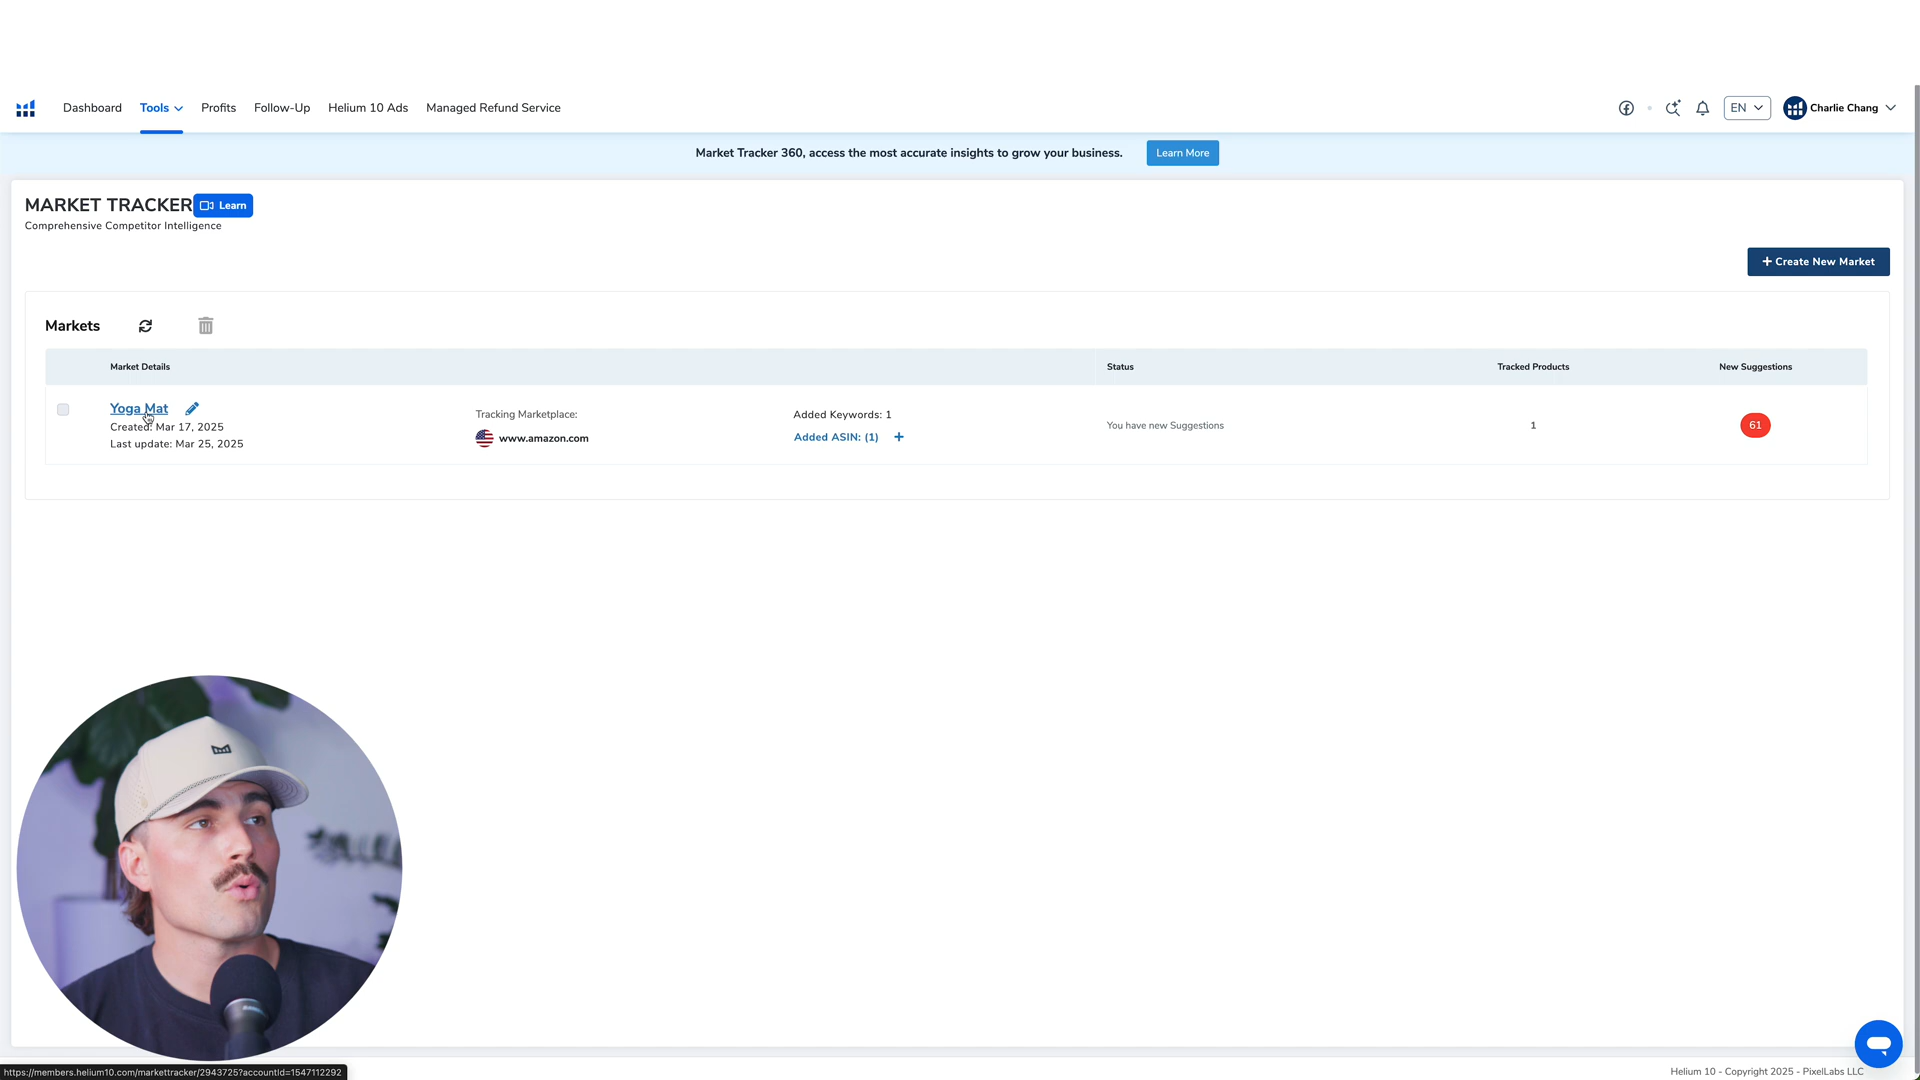 Dashboard Tools Profits Follow-Up Helium 10 Ads Managed Refund Service EN Charlie Chang
Market Tracker 360, access the most accurate insights to grow your business. Learn More
MARKET TRACKER Learn
Comprehensive Competitor Intelligence
+ Create New Market
Markets
Market Details Status Tracked Products New Suggestions
Yoga Mat
Created: Mar 17, 2025
Last update: Mar 25, 2025
Tracking Marketplace:
www.amazon.com
Added Keywords: 1
Added ASIN: (1) +
You have new Suggestions
1
61
https://members.helium10.com/markettracker/2943725?accountId=1547112292
Helium 10 - Copyright 2025 - PixelLabs LLC